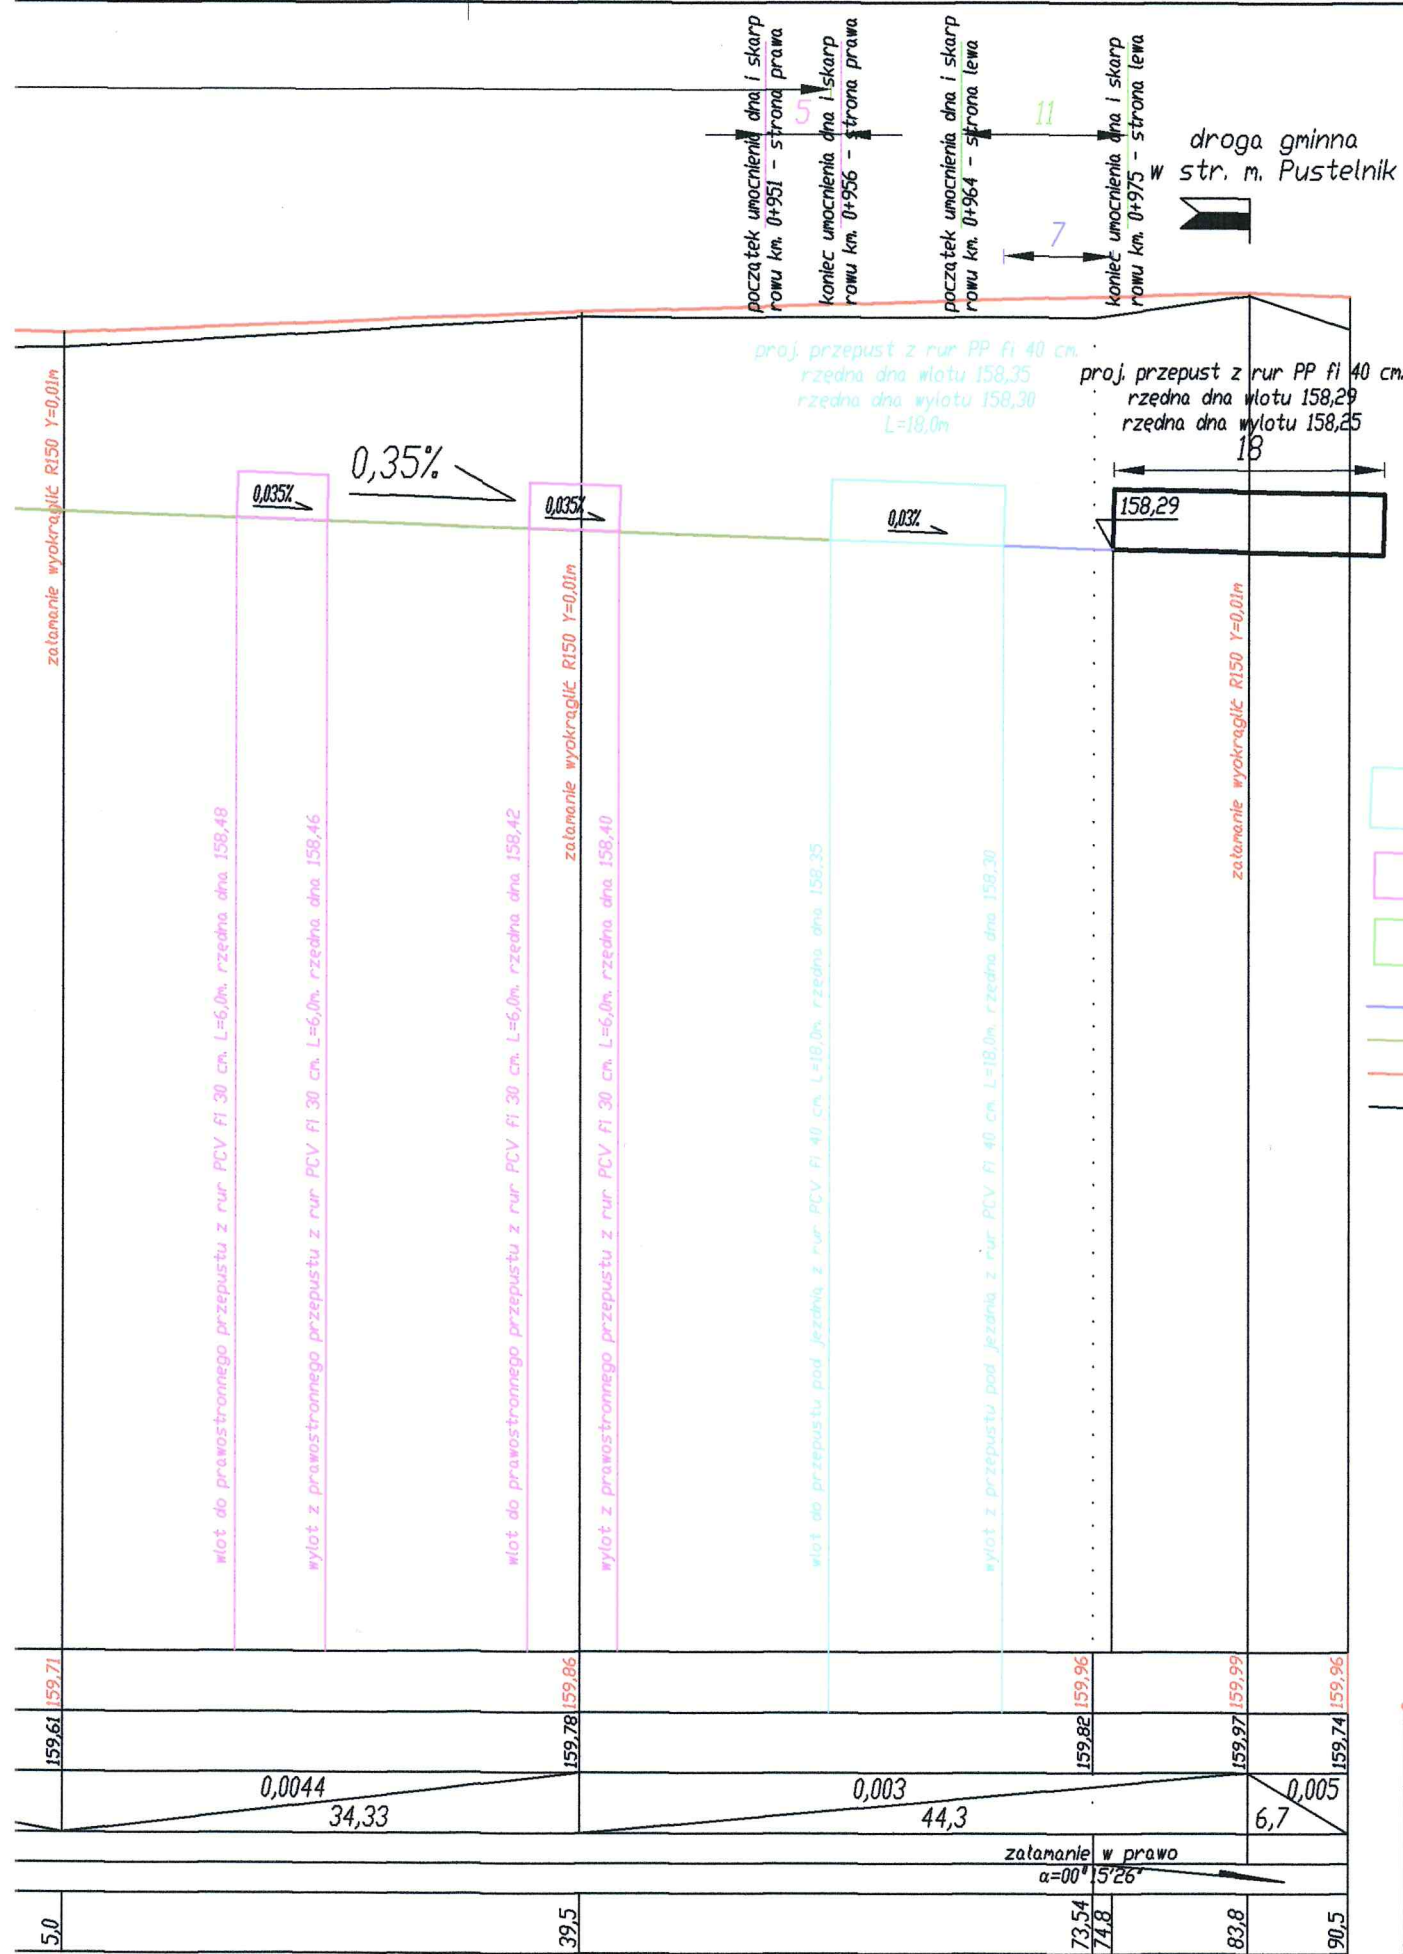 początek umocnienia dna i skarp
rowu km. 0+951 - strona prawa
5
koniec umocnienia dna i skarp
rowu km. 0+956 - strona prawa
początek umocnienia dna i skarp
rowu km. 0+964 - strona lewa
11
7
koniec umocnienia dna i skarp
rowu km. 0+975 - strona lewa
droga gminna
w str. m. Pustelnik
proj. przepust z rur PP fi 40 cm.
rzędna dna wlotu 158,35
rzędna dna wylotu 158,30
L=18,0m
proj. przepust z rur PP fi 40 cm.
rzędna dna wlotu 158,29
rzędna dna wylotu 158,25
18
158,29
załamanie wyokrąglić R150 Y=0,01m
0,035%
0,35%
0,035%
0,03%
załamanie wyokrąglić R150 Y=0,01m
załamanie wyokrąglić R150 Y=0,01m
wlot do prawostronnego przepustu z rur PCV fi 30 cm. L=6,0m. rzędna dna 158,48
wylot z prawostronnego przepustu z rur PCV fi 30 cm. L=6,0m. rzędna dna 158,46
wlot do prawostronnego przepustu z rur PCV fi 30 cm. L=6,0m. rzędna dna 158,42
wylot z prawostronnego przepustu z rur PCV fi 30 cm. L=6,0m. rzędna dna 158,40
wlot do przepustu pod jezdnią z rur PCV fi 40 cm. L=18,0m. rzędna dna 158,35
wylot z przepustu pod jezdnią z rur PCV fi 40 cm. L=18,0m. rzędna dna 158,30
159,71
159,86
159,96
159,99
159,96
159,61
159,78
159,82
159,97
159,74
0,0044
34,33
0,003
44,3
0,005
6,7
załamanie w prawo
α=00°15'26"
5,0
39,5
73,54
74,8
83,8
90,5